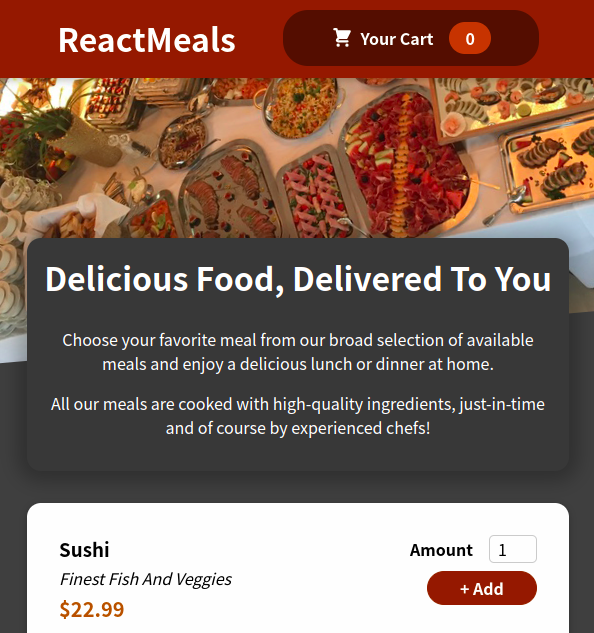 ReactMeals
Your Cart 0
Delicious Food, Delivered To You
Choose your favorite meal from our broad selection of available
meals and enjoy a delicious lunch or dinner at home.
All our meals are cooked with high-quality ingredients, just-in-time
and of course by experienced chefs!
Sushi
Finest Fish And Veggies
$22.99
Amount 1
+ Add